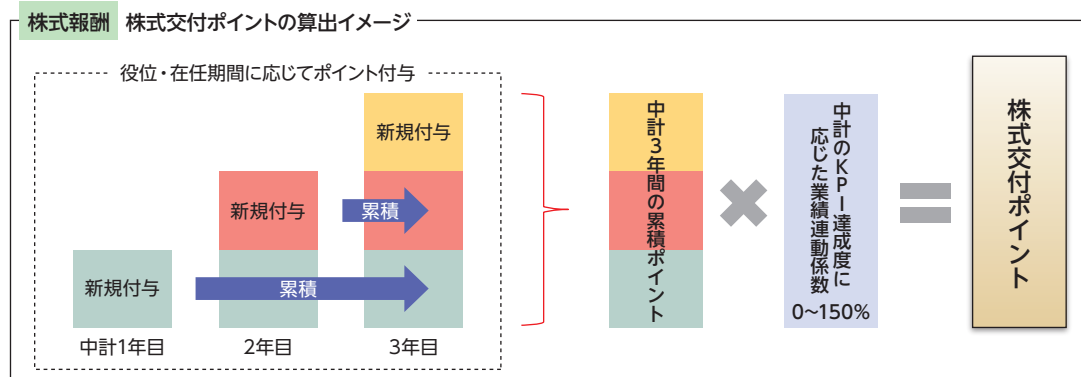 株式報酬 株式交付ポイントの算出イメージ
役位・在任期間に応じてポイント付与
新規付与
新規付与
累積
新規付与
累積
中計1年目
2年目
3年目
中計3年間の累積ポイント
中計のKPI達成度に
応じた業績連動係数
0~150%
株式交付ポイント